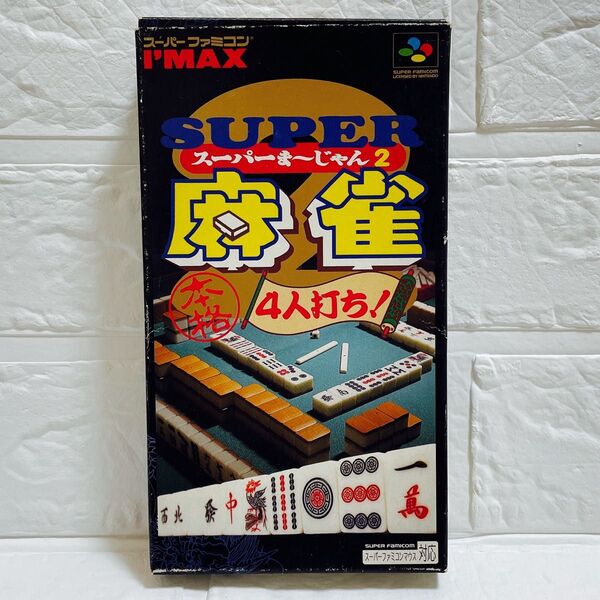 スーパーファミコン
I'MAX
SUPER FAMICOM
LICENSED BY NINTENDO
SUPER
スーパーま〜じゃん2
麻雀
2
本格
4人打ち!
西 北 發 中
一萬
SUPER FAMICOM
スーパーファミコンマウス 対応